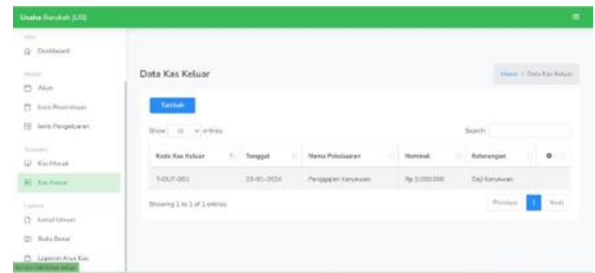 Usaha Barokah (UB)
Dashboard
Akun
Jenis Penerimaan
Jenis Pengeluaran
Kas Masuk
Kas Keluar
Jurnal Umum
Buku Besar
Laporan Arus Kas
Data Kas Keluar
Home / Data Kas Keluar
Tambah
Show 10 entries
Search:
Kode Kas Keluar Tanggal Nama Pengeluaran Nominal Keterangan
T-OUT-001 23-01-2024 Penggajian Karyawan Rp 3.000.000 Gaji Karyawan
Showing 1 to 1 of 1 entries
Previous 1 Next